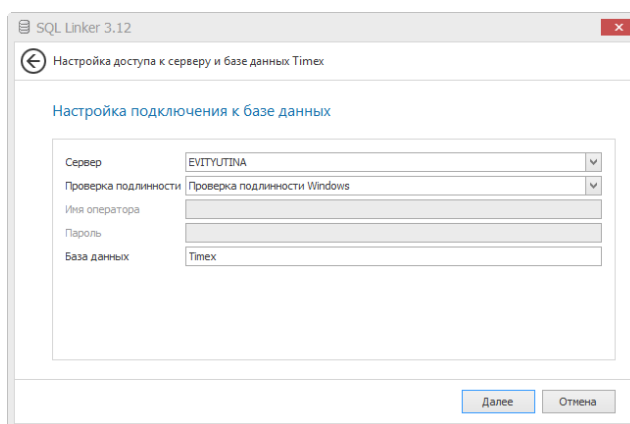 SQL Linker 3.12
Настройка доступа к серверу и базе данных Timex
Настройка подключения к базе данных
Сервер EVITYUTINA
Проверка подлинности Проверка подлинности Windows
Имя оператора
Пароль
База данных Timex
Далее Отмена